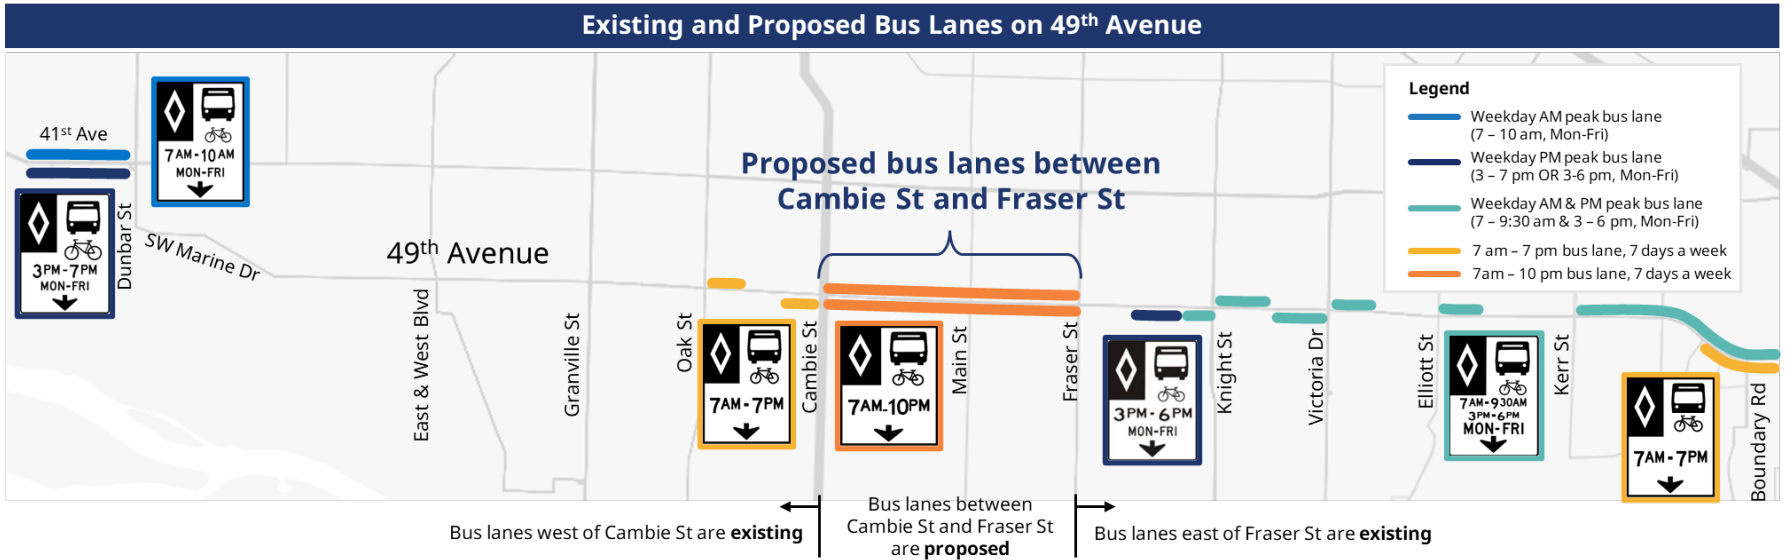 Existing and Proposed Bus Lanes on 49th Avenue
41st Ave
7AM-10AM
MON-FRI
3PM-7PM
MON-FRI
Dunbar St
SW Marine Dr
49th Avenue
Proposed bus lanes between
Cambie St and Fraser St
Legend
Weekday AM peak bus lane
(7 – 10 am, Mon-Fri)
Weekday PM peak bus lane
(3 – 7 pm OR 3-6 pm, Mon-Fri)
Weekday AM & PM peak bus lane
(7 – 9:30 am & 3 – 6 pm, Mon-Fri)
7 am – 7 pm bus lane, 7 days a week
7am – 10 pm bus lane, 7 days a week
East & West Blvd
Granville St
Oak St
7AM-7PM
Cambie St
7AM-10PM
Main St
Fraser St
3PM-6PM
MON-FRI
Knight St
Victoria Dr
Elliott St
7AM-930AM
3PM-6PM
MON-FRI
Kerr St
7AM-7PM
Boundary Rd
Bus lanes west of Cambie St are existing
Bus lanes between
Cambie St and Fraser St
are proposed
Bus lanes east of Fraser St are existing